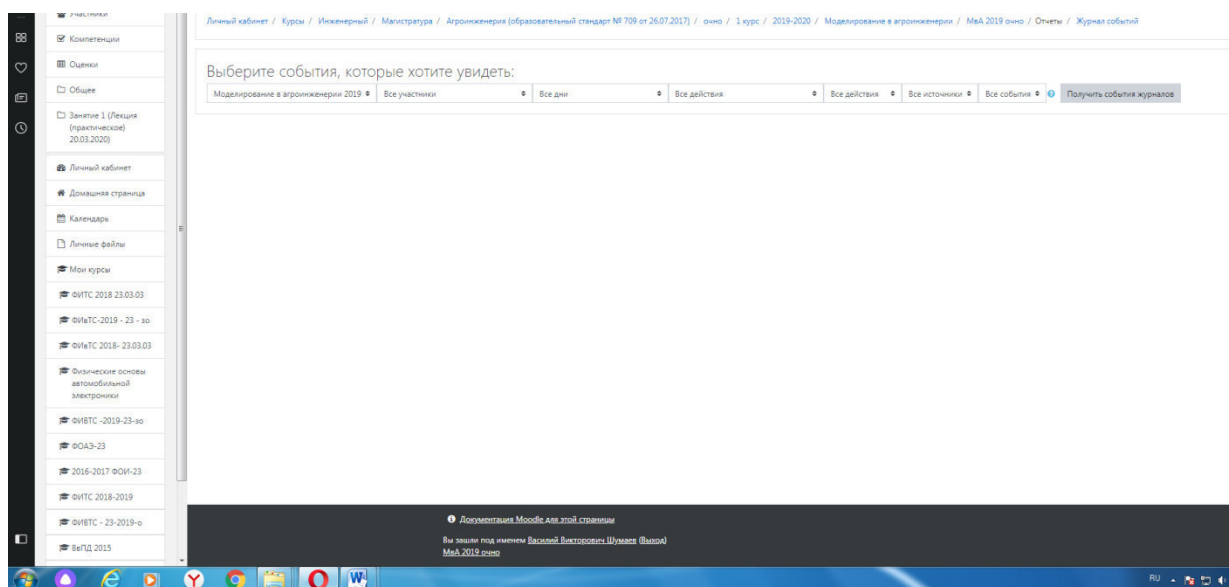 Участники
Компетенции
Оценки
Общее
Занятие 1 (Лекция
(практическое)
20.03.2020)
Личный кабинет
Домашняя страница
Календарь
Личные файлы
Мои курсы
ФИТС 2018 23.03.03
ФИвТС-2019 - 23 - зо
ФИвТС 2018- 23.03.03
Физические основы
автомобильной
электроники
ФИВТС -2019-23-зо
ФОАЭ-23
2016-2017 ФОИ-23
ФИТС 2018-2019
ФИВТС - 23-2019-о
ВвПД 2015
Личный кабинет / Курсы / Инженерный / Магистратура / Агроинженерия (образовательный стандарт № 709 от 26.07.2017) / очно / 1 курс / 2019-2020 / Моделирование в агроинженерии / МвА 2019 очно / Отчеты / Журнал событий
Выберите события, которые хотите увидеть:
Моделирование в агроинженерии 2019 Все участники Все дни Все действия Все действия Все источники Все события Получить события журналов
Документация Moodle для этой страницы
Вы зашли под именем Василий Викторович Шумаев (Выход)
МвА 2019 очно
RU